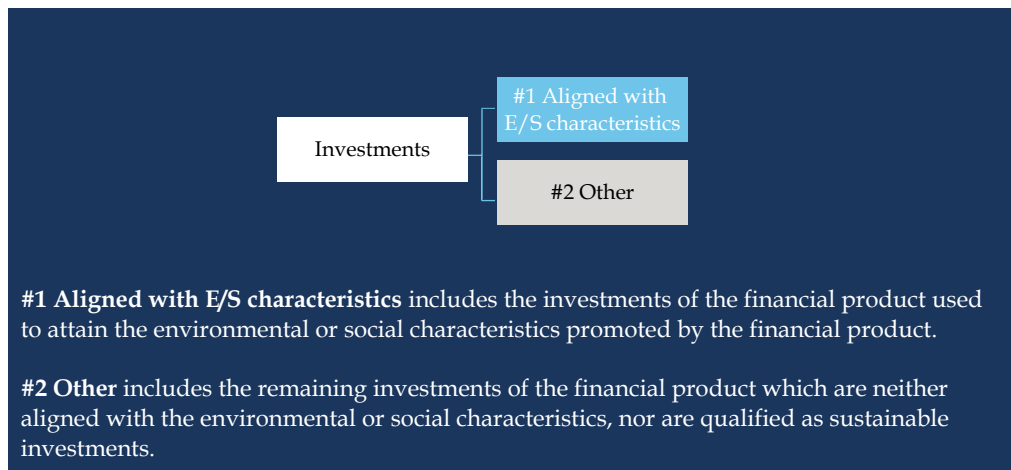 #1 Aligned with
E/S characteristics
Investments
#2 Other
#1 Aligned with E/S characteristics includes the investments of the financial product used
to attain the environmental or social characteristics promoted by the financial product.
#2 Other includes the remaining investments of the financial product which are neither
aligned with the environmental or social characteristics, nor are qualified as sustainable
investments.